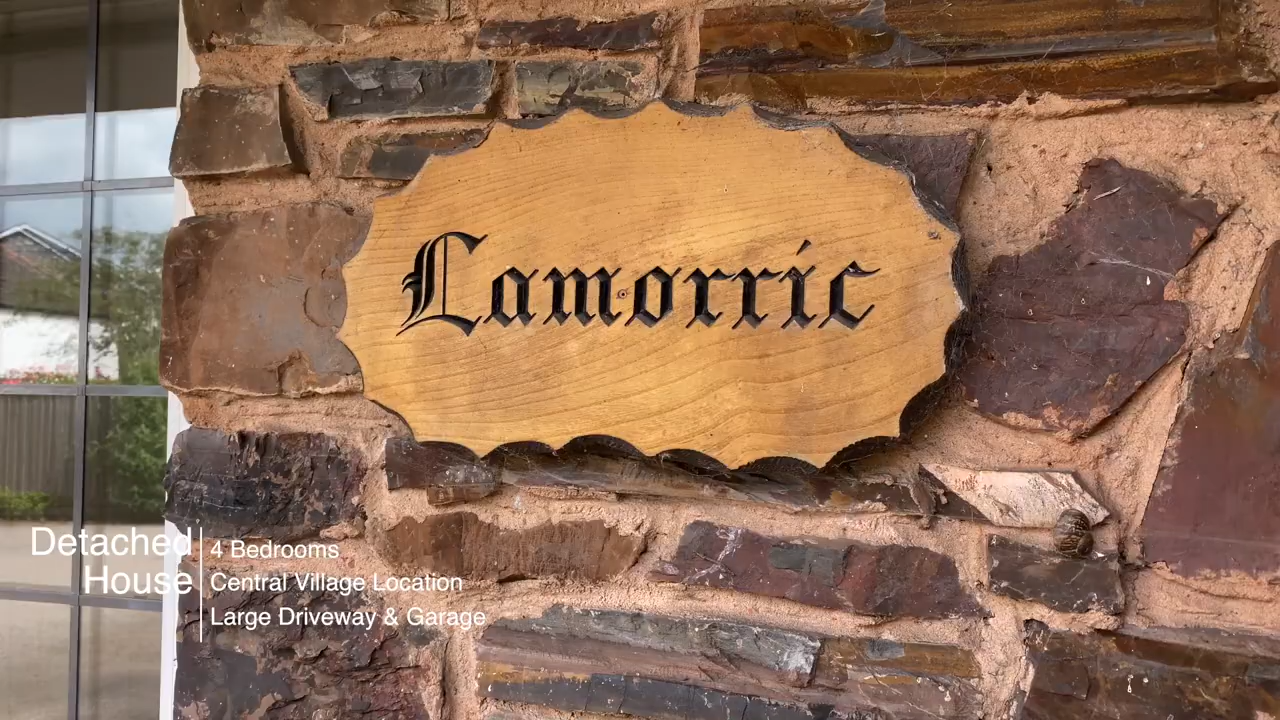 Lamorric
Detached
House
4 Bedrooms
Central Village Location
Large Driveway & Garage